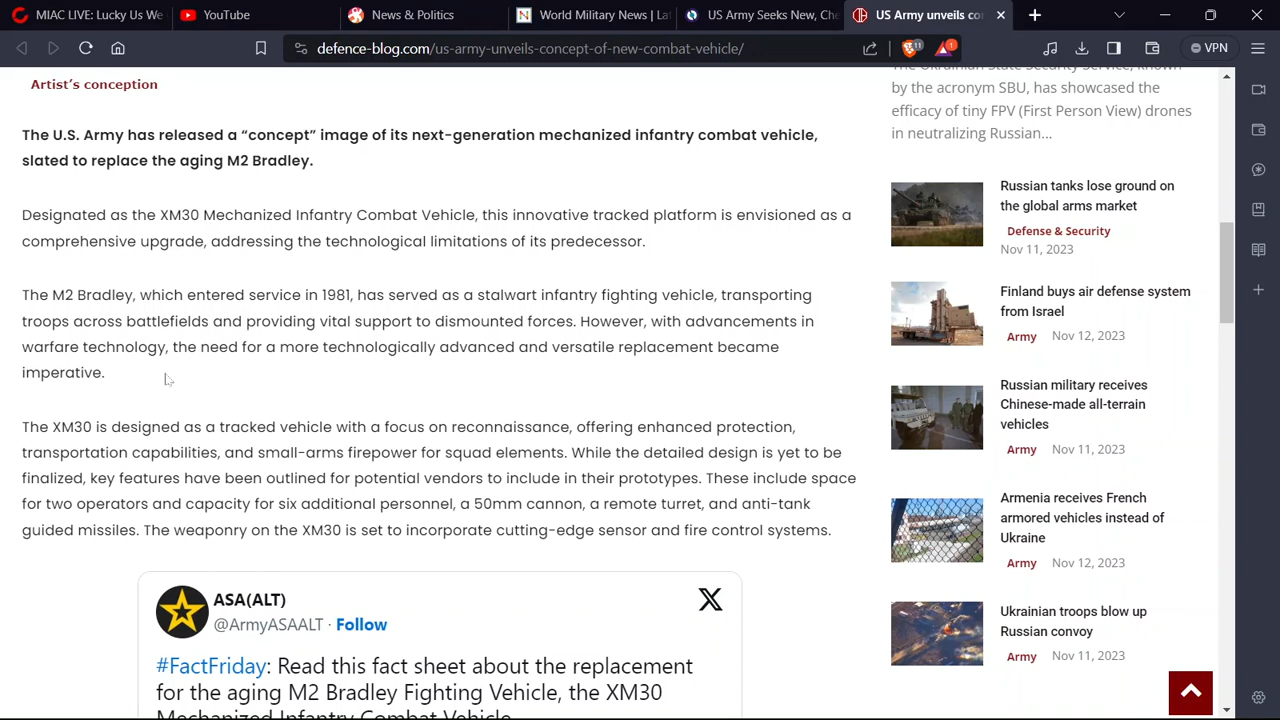 MIAC LIVE: Lucky Us We
YouTube
News & Politics
World Military News | Lat
US Army Seeks New, Che
US Army unveils co
defence-blog.com/us-army-unveils-concept-of-new-combat-vehicle/
11
1
VPN
Artist's conception
The U.S. Army has released a “concept” image of its next-generation mechanized infantry combat vehicle,
slated to replace the aging M2 Bradley.
Designated as the XM30 Mechanized Infantry Combat Vehicle, this innovative tracked platform is envisioned as a
comprehensive upgrade, addressing the technological limitations of its predecessor.
The M2 Bradley, which entered service in 1981, has served as a stalwart infantry fighting vehicle, transporting
troops across battlefields and providing vital support to dismounted forces. However, with advancements in
warfare technology, the need for a more technologically advanced and versatile replacement became
imperative.
The XM30 is designed as a tracked vehicle with a focus on reconnaissance, offering enhanced protection,
transportation capabilities, and small-arms firepower for squad elements. While the detailed design is yet to be
finalized, key features have been outlined for potential vendors to include in their prototypes. These include space
for two operators and capacity for six additional personnel, a 50mm cannon, a remote turret, and anti-tank
guided missiles. The weaponry on the XM30 is set to incorporate cutting-edge sensor and fire control systems.
ASA(ALT)
@ArmyASAALT · Follow
#FactFriday: Read this fact sheet about the replacement
for the aging M2 Bradley Fighting Vehicle, the XM30
Mechanized Infantry Combat Vehicle
The Ukrainian State Security Service, known
by the acronym SBU, has showcased the
efficacy of tiny FPV (First Person View) drones
in neutralizing Russian...
Russian tanks lose ground on
the global arms market
Defense & Security
Nov 11, 2023
Finland buys air defense system
from Israel
Army Nov 12, 2023
Russian military receives
Chinese-made all-terrain
vehicles
Army Nov 11, 2023
Armenia receives French
armored vehicles instead of
Ukraine
Army Nov 12, 2023
Ukrainian troops blow up
Russian convoy
Army Nov 11, 2023